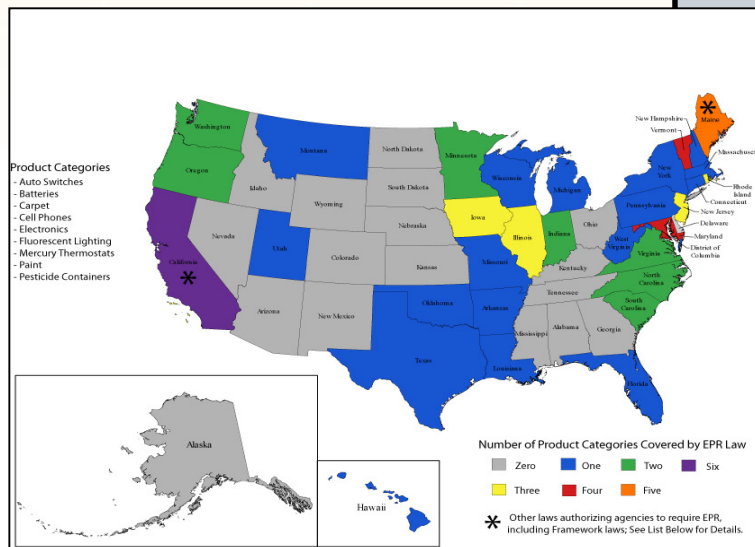 Product Categories
- Auto Switches
- Batteries
- Carpet
- Cell Phones
- Electronics
- Fluorescent Lighting
- Mercury Thermostats
- Paint
- Pesticide Containers
Washington
Oregon
California
*
Nevada
Idaho
Montana
Wyoming
Utah
Arizona
Colorado
New Mexico
North Dakota
South Dakota
Nebraska
Kansas
Oklahoma
Texas
Minnesota
Iowa
Missouri
Arkansas
Louisiana
Wisconsin
Illinois
Michigan
Indiana
Ohio
Kentucky
Tennessee
Mississippi
Alabama
Georgia
Florida
South
Carolina
North
Carolina
Virginia
West
Virginia
Pennsylvania
New
York
*
Maine
New Hampshire
Vermont
Massachuset
Rhode
Island
Connecticut
New Jersey
Delaware
Maryland
District of
Columbia
Alaska
Hawaii
Number of Product Categories Covered by EPR Law
Zero One Two Six
Three Four Five
* Other laws authorizing agencies to require EPR,
including Framework laws; See List Below for Details.